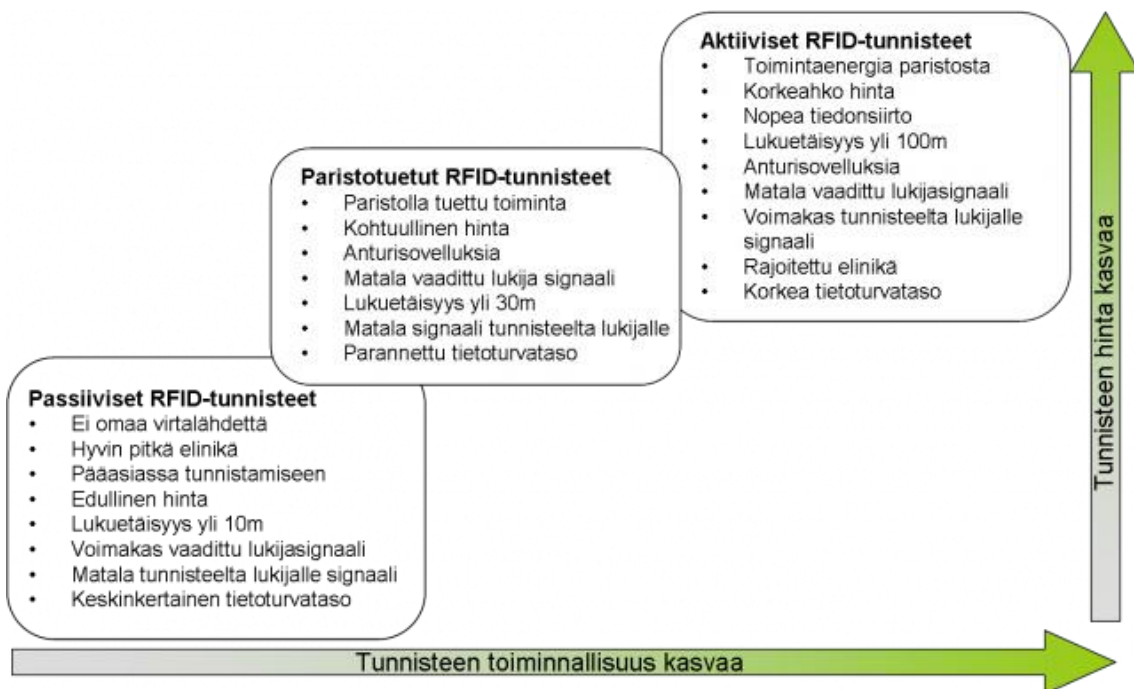 Aktiiviset RFID-tunnisteet
• Toimintaenergia paristosta
• Korkeahko hinta
• Nopea tiedonsiirto
• Lukuetäisyys yli 100m
• Anturisovelluksia
• Matala vaadittu lukijasignaali
• Voimakas tunnisteelta lukijalle
signaali
• Rajoitettu elinikä
• Korkea tietoturvataso
Paristotuetut RFID-tunnisteet
• Paristolla tuettu toiminta
• Kohtuullinen hinta
• Anturisovelluksia
• Matala vaadittu lukija signaali
• Lukuetäisyys yli 30m
• Matala signaali tunnisteelta lukijalle
• Parannettu tietoturvataso
Passiiviset RFID-tunnisteet
• Ei omaa virtalähdettä
• Hyvin pitkä elinikä
• Pääasiassa tunnistamiseen
• Edullinen hinta
• Lukuetäisyys yli 10m
• Voimakas vaadittu lukijasignaali
• Matala tunnisteelta lukijalle signaali
• Keskinkertainen tietoturvataso
Tunnisteen hinta kasvaa
Tunnisteen toiminnallisuus kasvaa